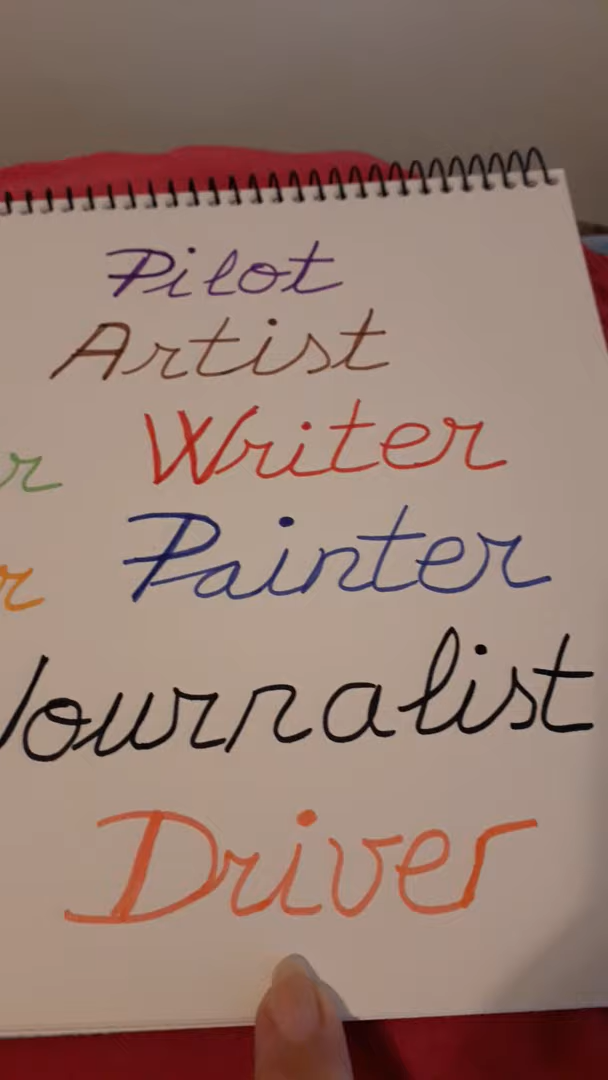 Pilot
Artist
r Writer
r Painter
Journalist
Driver